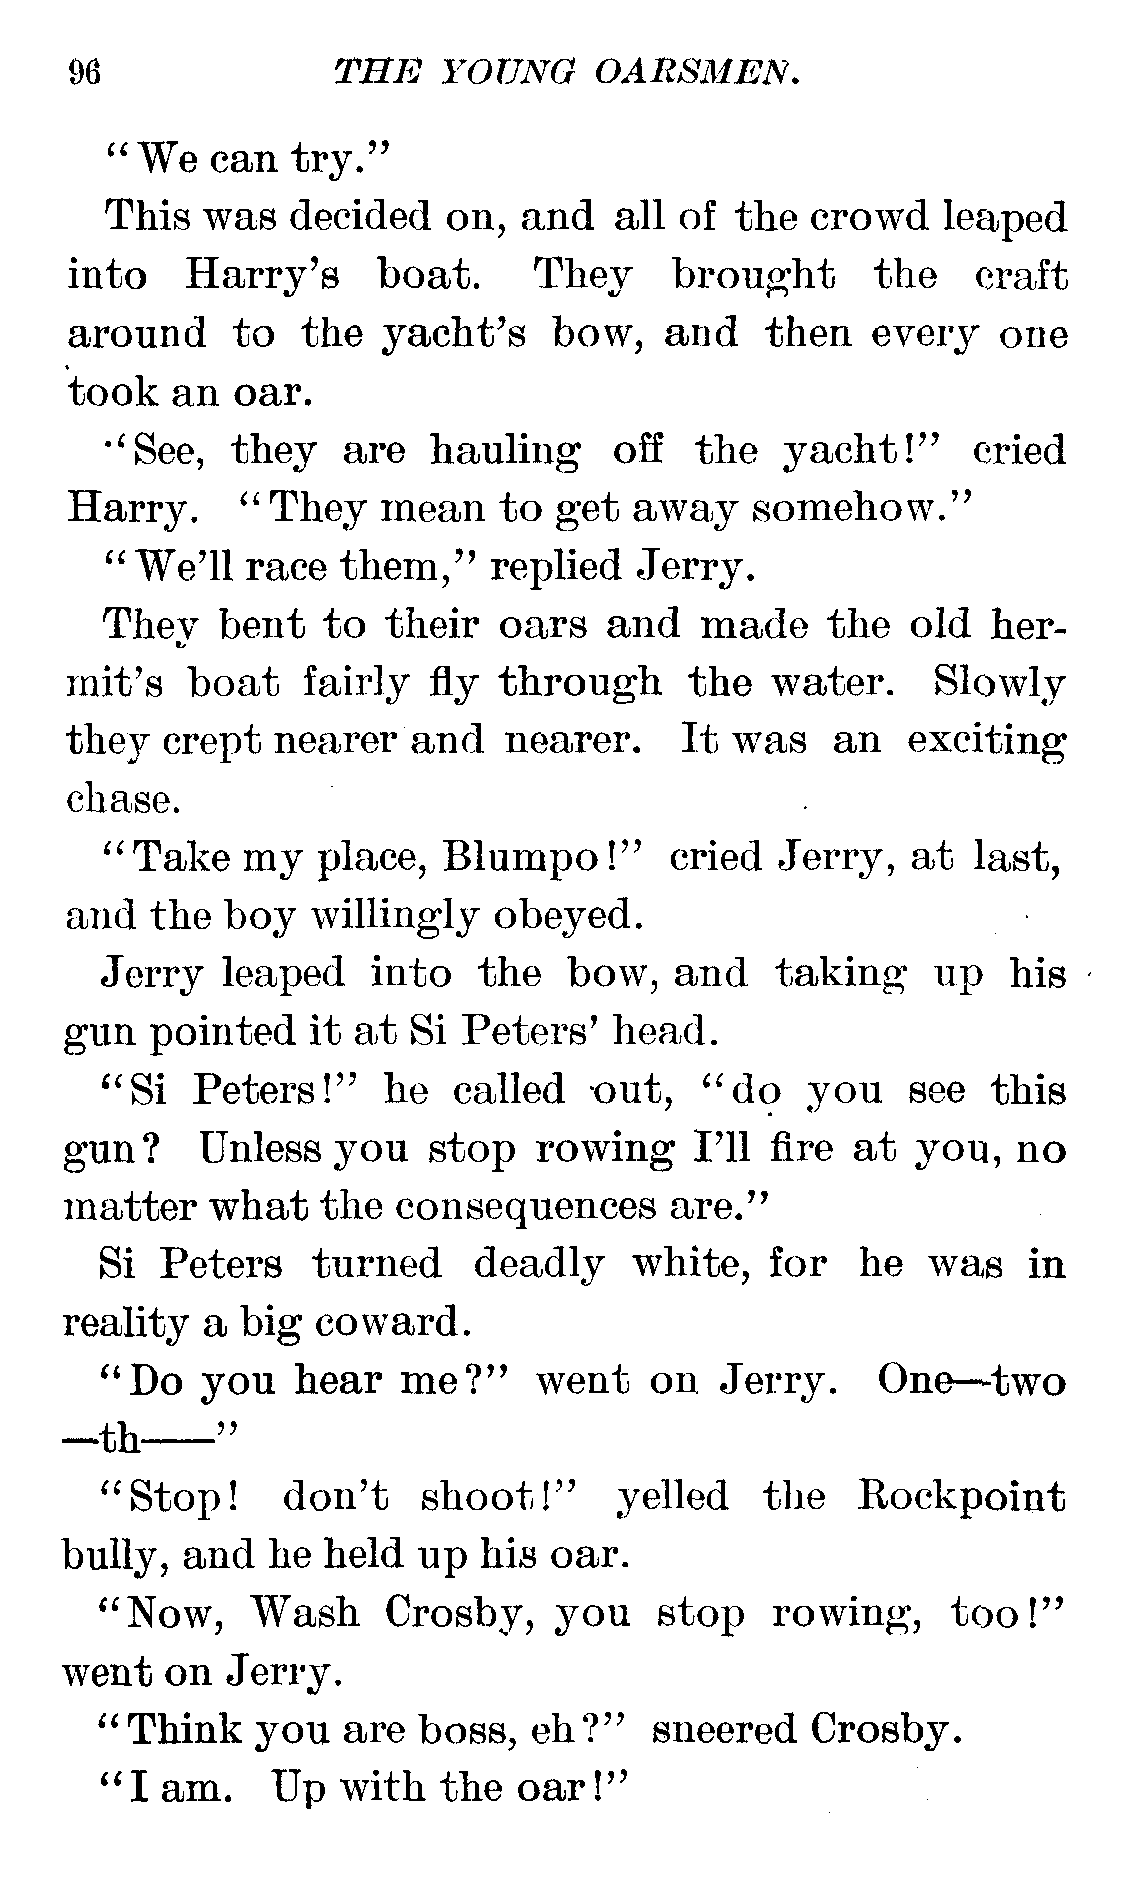 96 THE YOUNG OARSMEN.
"We can try."
This was decided on, and all of the crowd leaped
into Harry's boat. They brought the craft
around to the yacht's bow, and then every one
took an oar.
"See, they are hauling off the yacht!" cried
Harry. "They mean to get away somehow."
"We'll race them," replied Jerry.
They bent to their oars and made the old her-
mit's boat fairly fly through the water. Slowly
they crept nearer and nearer. It was an exciting
chase.
"Take my place, Blumpo!" cried Jerry, at last,
and the boy willingly obeyed.
Jerry leaped into the bow, and taking up his
gun pointed it at Si Peters' head.
"Si Peters!" he called out, "do you see this
gun? Unless you stop rowing I'll fire at you, no
matter what the consequences are."
Si Peters turned deadly white, for he was in
reality a big coward.
"Do you hear me?" went on Jerry. One—two
—th——"
"Stop! don't shoot!" yelled the Rockpoint
bully, and he held up his oar.
"Now, Wash Crosby, you stop rowing, too!"
went on Jerry.
"Think you are boss, eh?" sneered Crosby.
"I am. Up with the oar!"